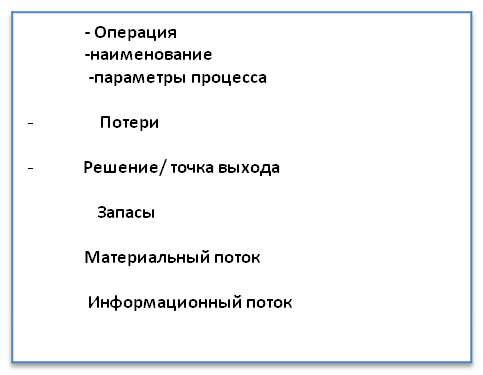 - Операция
-наименование
-параметры процесса
- Потери
- Решение/ точка выхода
Запасы
Материальный поток
Информационный поток